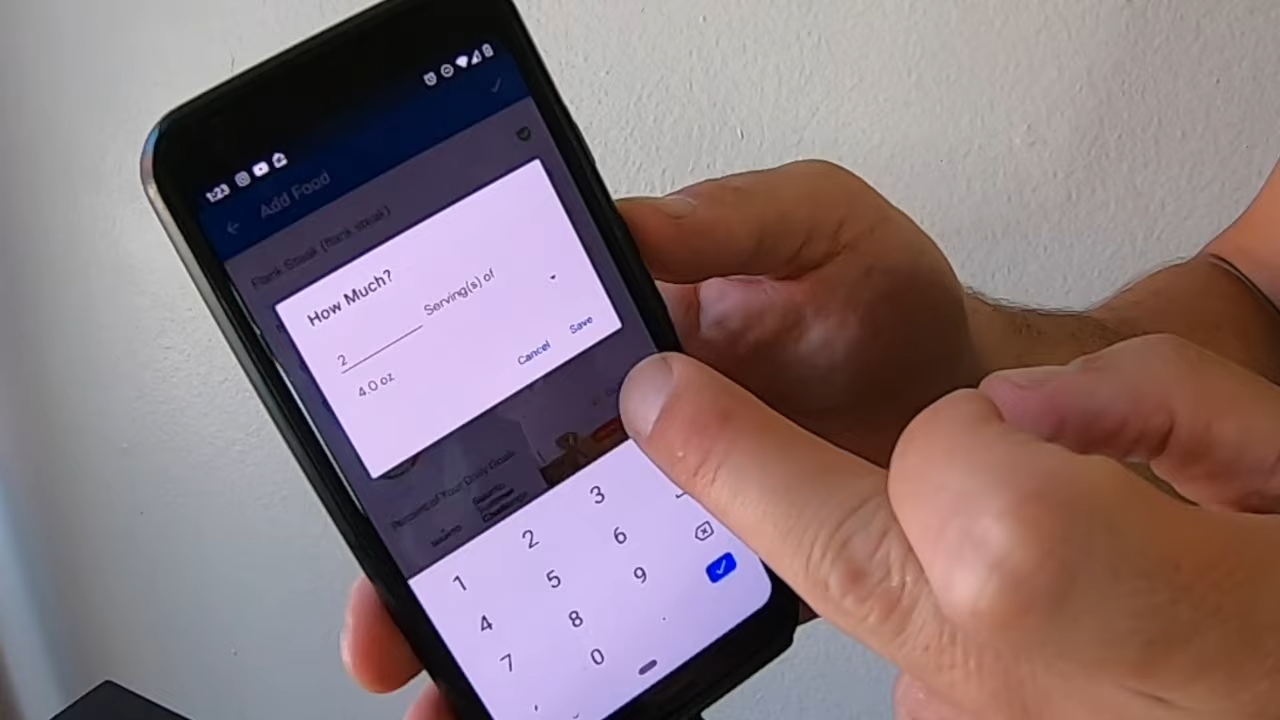 1:23
Add Food
Flank Steak (flank steak)
How Much?
2 Serving(s) of
4.0 oz
Cancel Save
Percent of Your Daily Goals
1 2 3
4 5 6
7 8 9
0 .